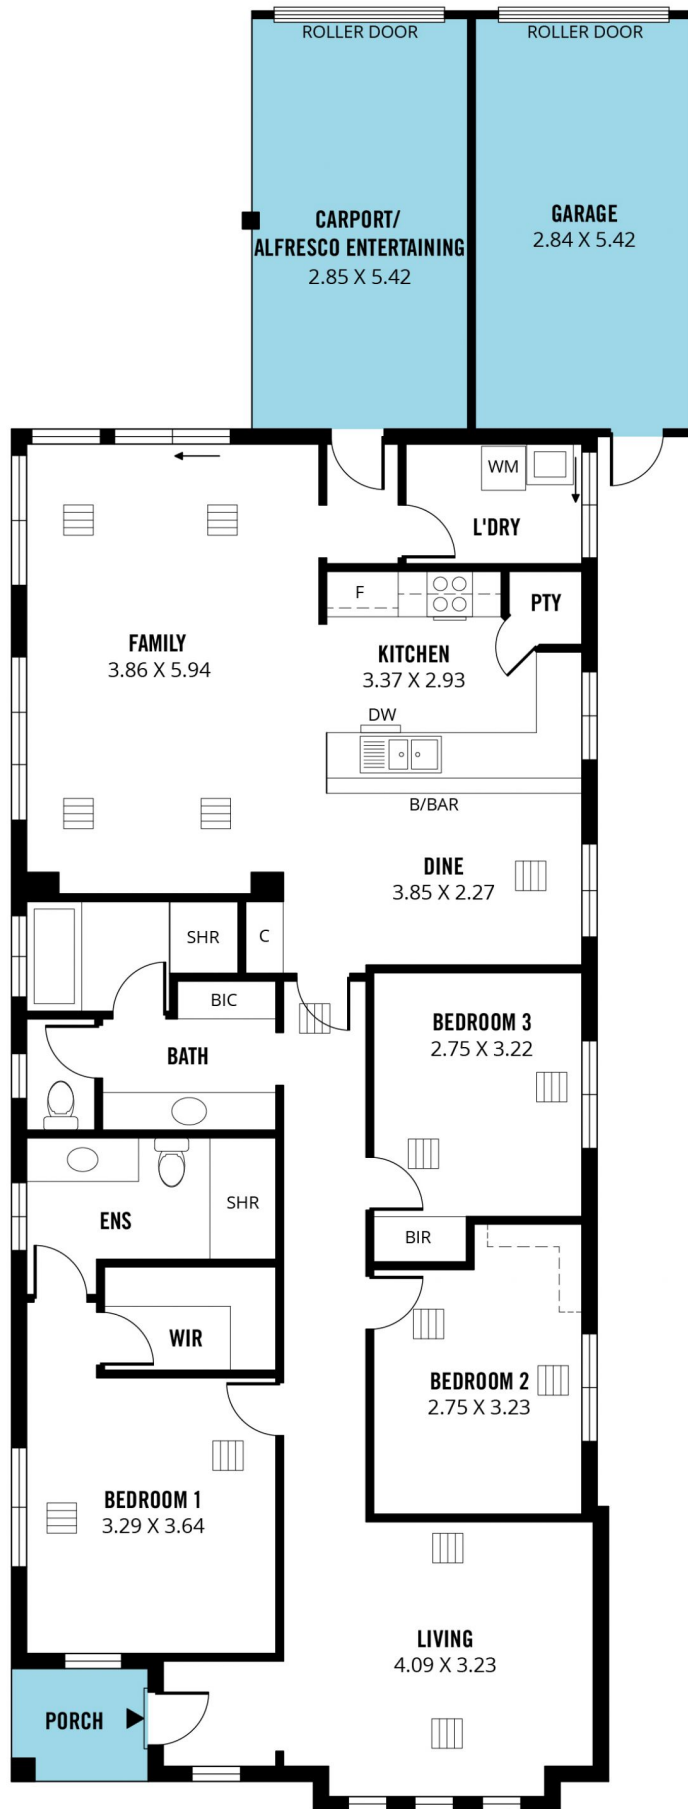 ROLLER DOOR
ROLLER DOOR
CARPORT/
ALFRESCO ENTERTAINING
2.85 X 5.42
GARAGE
2.84 X 5.42
WM
L'DRY
F
PTY
FAMILY
3.86 X 5.94
KITCHEN
3.37 X 2.93
DW
B/BAR
DINE
3.85 X 2.27
SHR
C
BIC
BATH
BEDROOM 3
2.75 X 3.22
ENS
SHR
BIR
WIR
BEDROOM 2
2.75 X 3.23
BEDROOM 1
3.29 X 3.64
LIVING
4.09 X 3.23
PORCH